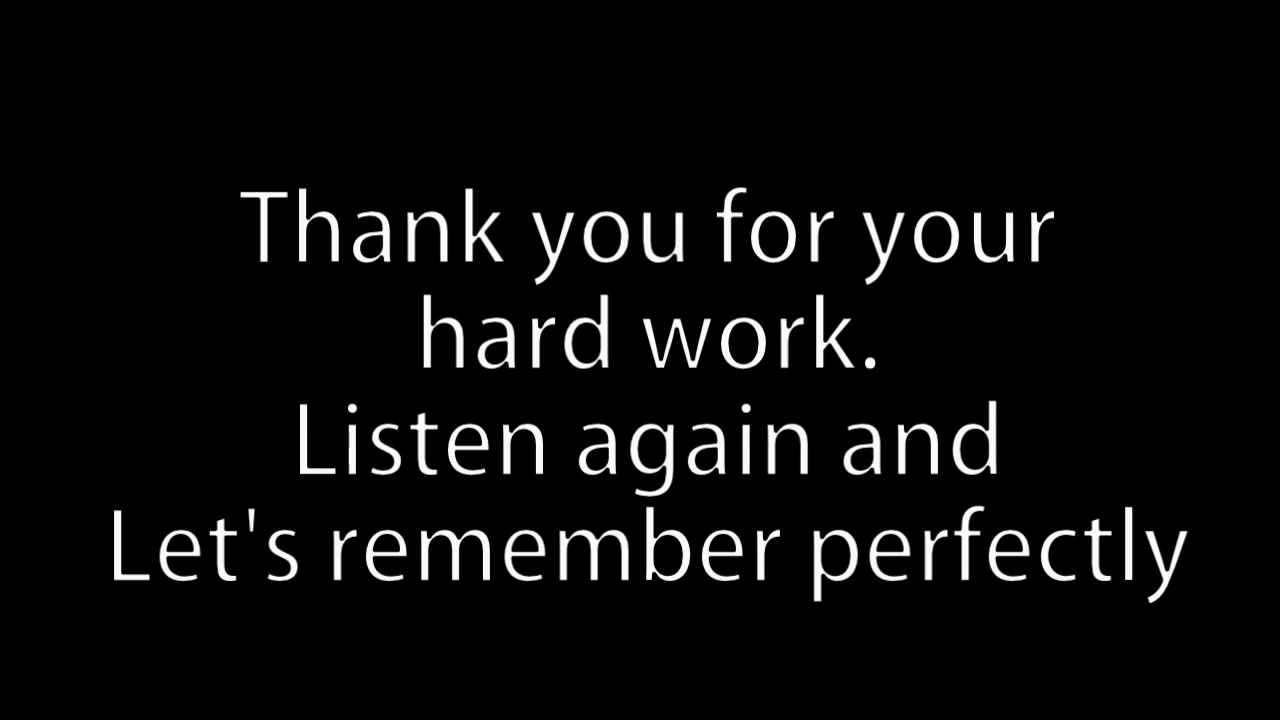 Thank you for your
hard work.
Listen again and
Let's remember perfectly